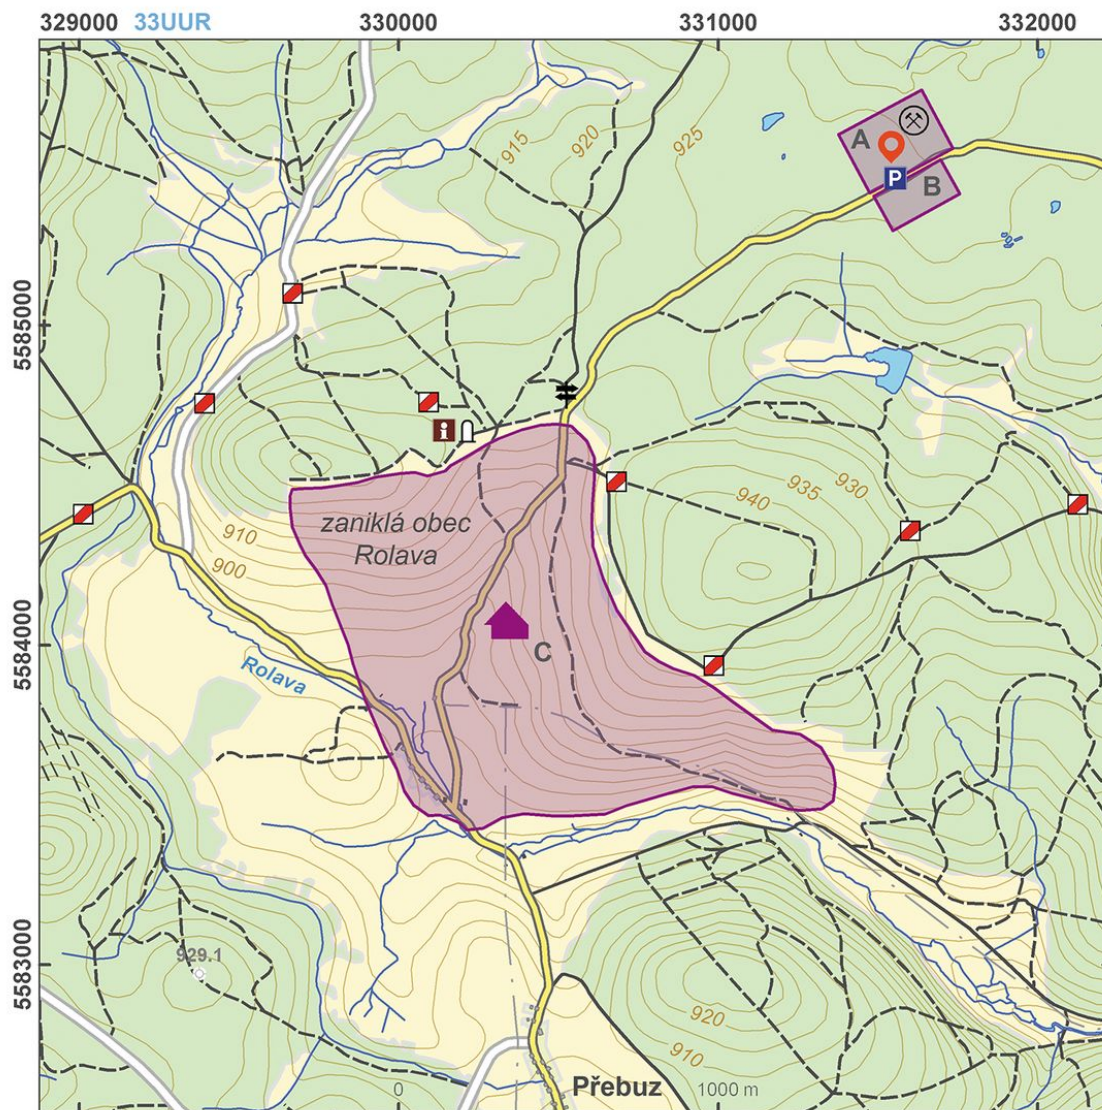 329000 33UUR 330000 331000 332000
915 920 925
A
P
B
5585000
i
940 935 930
910
900
zaniklá obec
Rolava
C
5584000
Rolava
929.1
5583000
920
910
Přebuz
0 1000 m